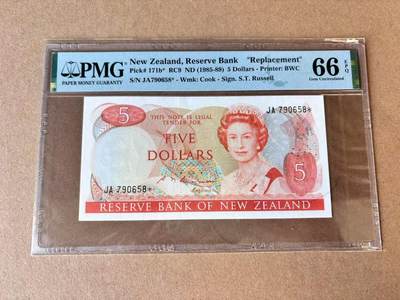 PMG
PAPER MONEY GUARANTY
New Zealand, Reserve Bank "Replacement"
Pick# 171b* RC9 ND (1985-89) 5 Dollars - Printer: BWC
S/N JA790658* - Wmk: Cook - Sign. S.T. Russell
66 EPQ
Gem Uncirculated
5
THIS NOTE IS LEGAL
TENDER FOR
JA 790658*
FIVE
DOLLARS
5
JA 790658*
RESERVE BANK OF NEW ZEALAND